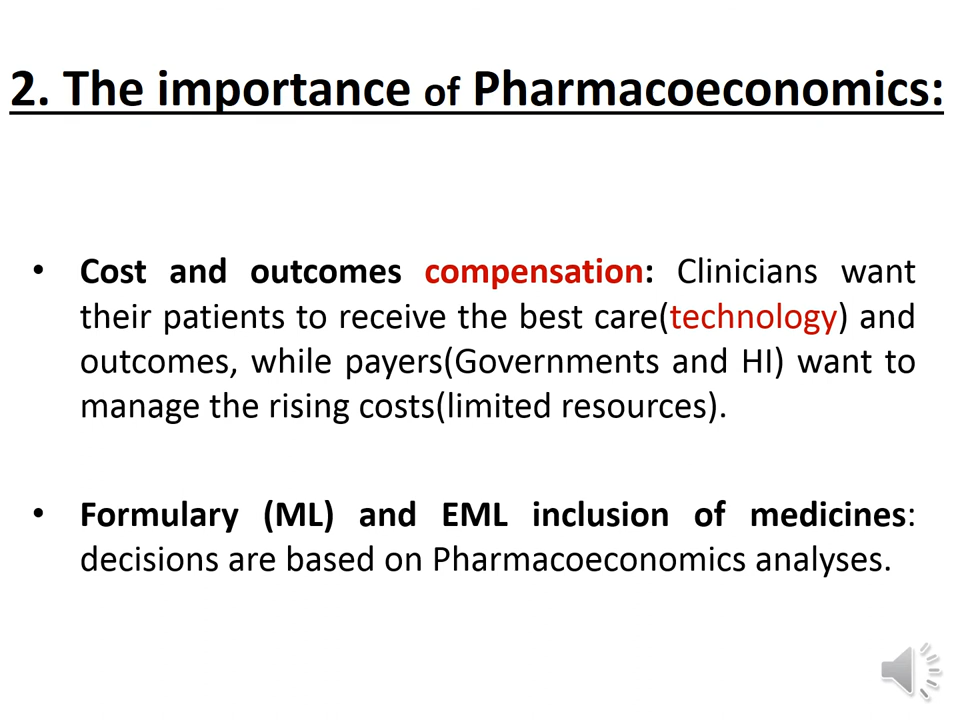 2. The importance of Pharmacoeconomics:
• Cost and outcomes compensation: Clinicians want
their patients to receive the best care(technology) and
outcomes, while payers(Governments and HI) want to
manage the rising costs(limited resources).
• Formulary (ML) and EML inclusion of medicines:
decisions are based on Pharmacoeconomics analyses.